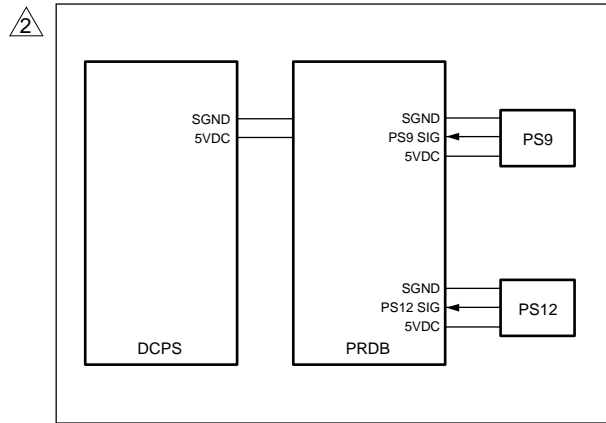 2
SGND
5VDC
DCPS
SGND
PS9 SIG
5VDC
SGND
PS12 SIG
5VDC
PRDB
PS9
PS12